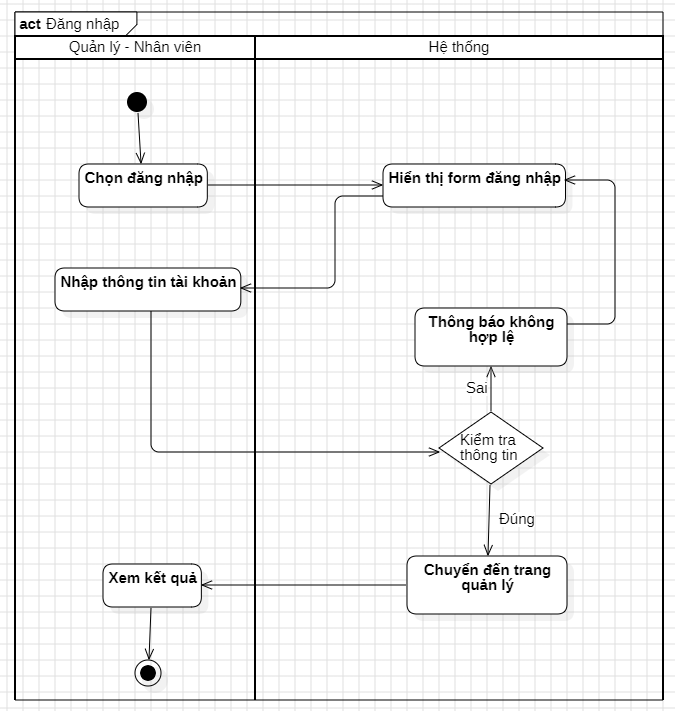 act Đăng nhập
Quản lý - Nhân viên
Hệ thống
Chọn đăng nhập
Hiển thị form đăng nhập
Nhập thông tin tài khoản
Thông báo không
hợp lệ
Sai
Kiểm tra
thông tin
Đúng
Chuyển đến trang
quản lý
Xem kết quả